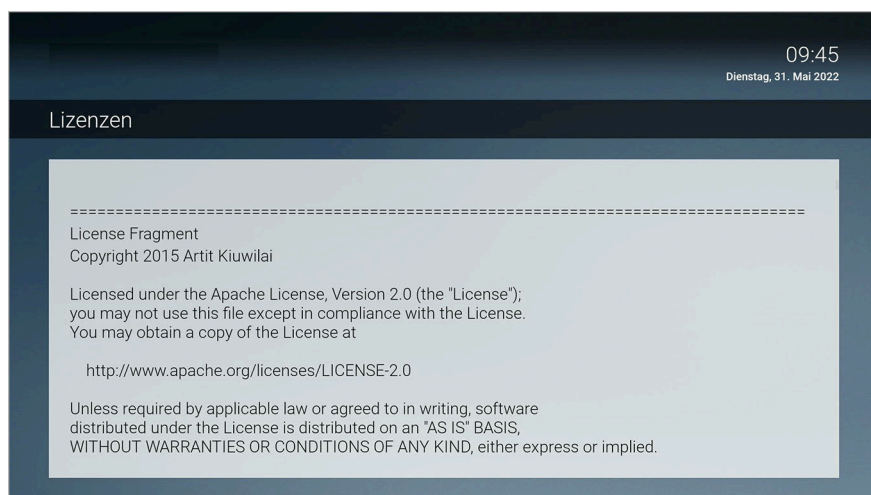 09:45
Dienstag, 31. Mai 2022
Lizenzen
=================================================================================
License Fragment
Copyright 2015 Artit Kiuwilai
Licensed under the Apache License, Version 2.0 (the "License");
you may not use this file except in compliance with the License.
You may obtain a copy of the License at
http://www.apache.org/licenses/LICENSE-2.0
Unless required by applicable law or agreed to in writing, software
distributed under the License is distributed on an "AS IS" BASIS,
WITHOUT WARRANTIES OR CONDITIONS OF ANY KIND, either express or implied.